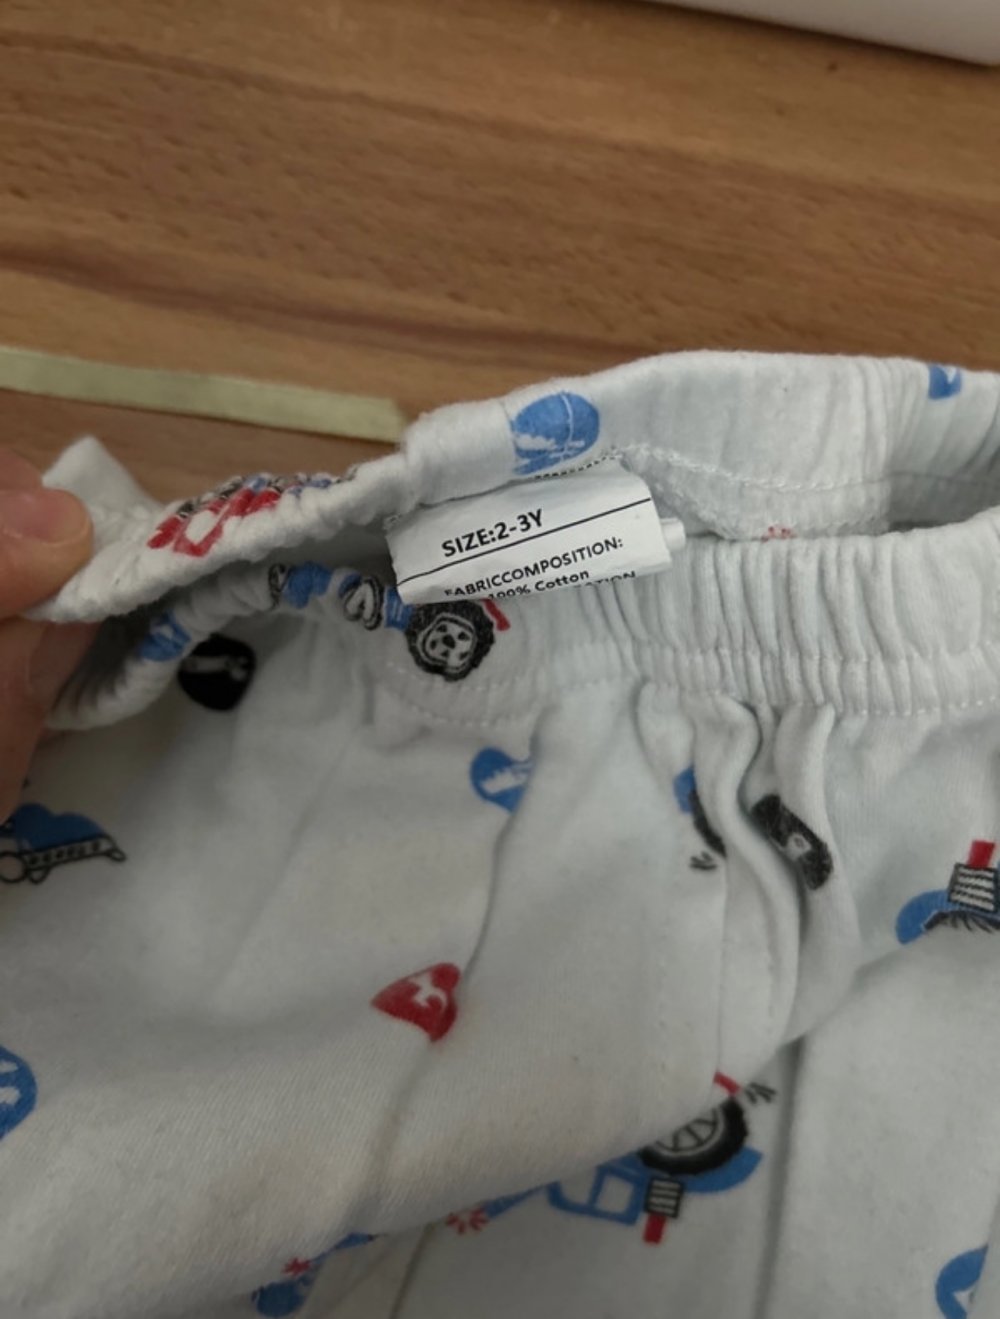 SIZE:2-3Y
FABRICCOMPOSITION:
100% Cotton